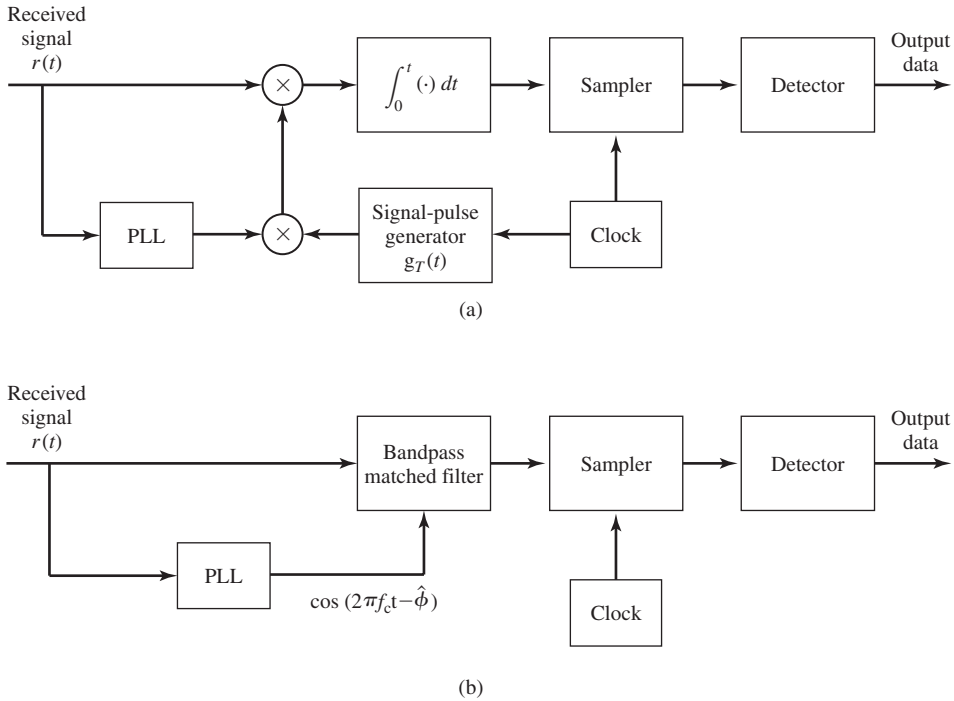 Received
signal
r(t)
× ∫₀ᵗ (·) dt Sampler Detector
Output
data
PLL × Signal-pulse
generator
g_T(t)
Clock
(a)
Received
signal
r(t)
Bandpass
matched filter
Sampler
Detector
Output
data
PLL
cos (2πf_ct−ϕ̂)
Clock
(b)